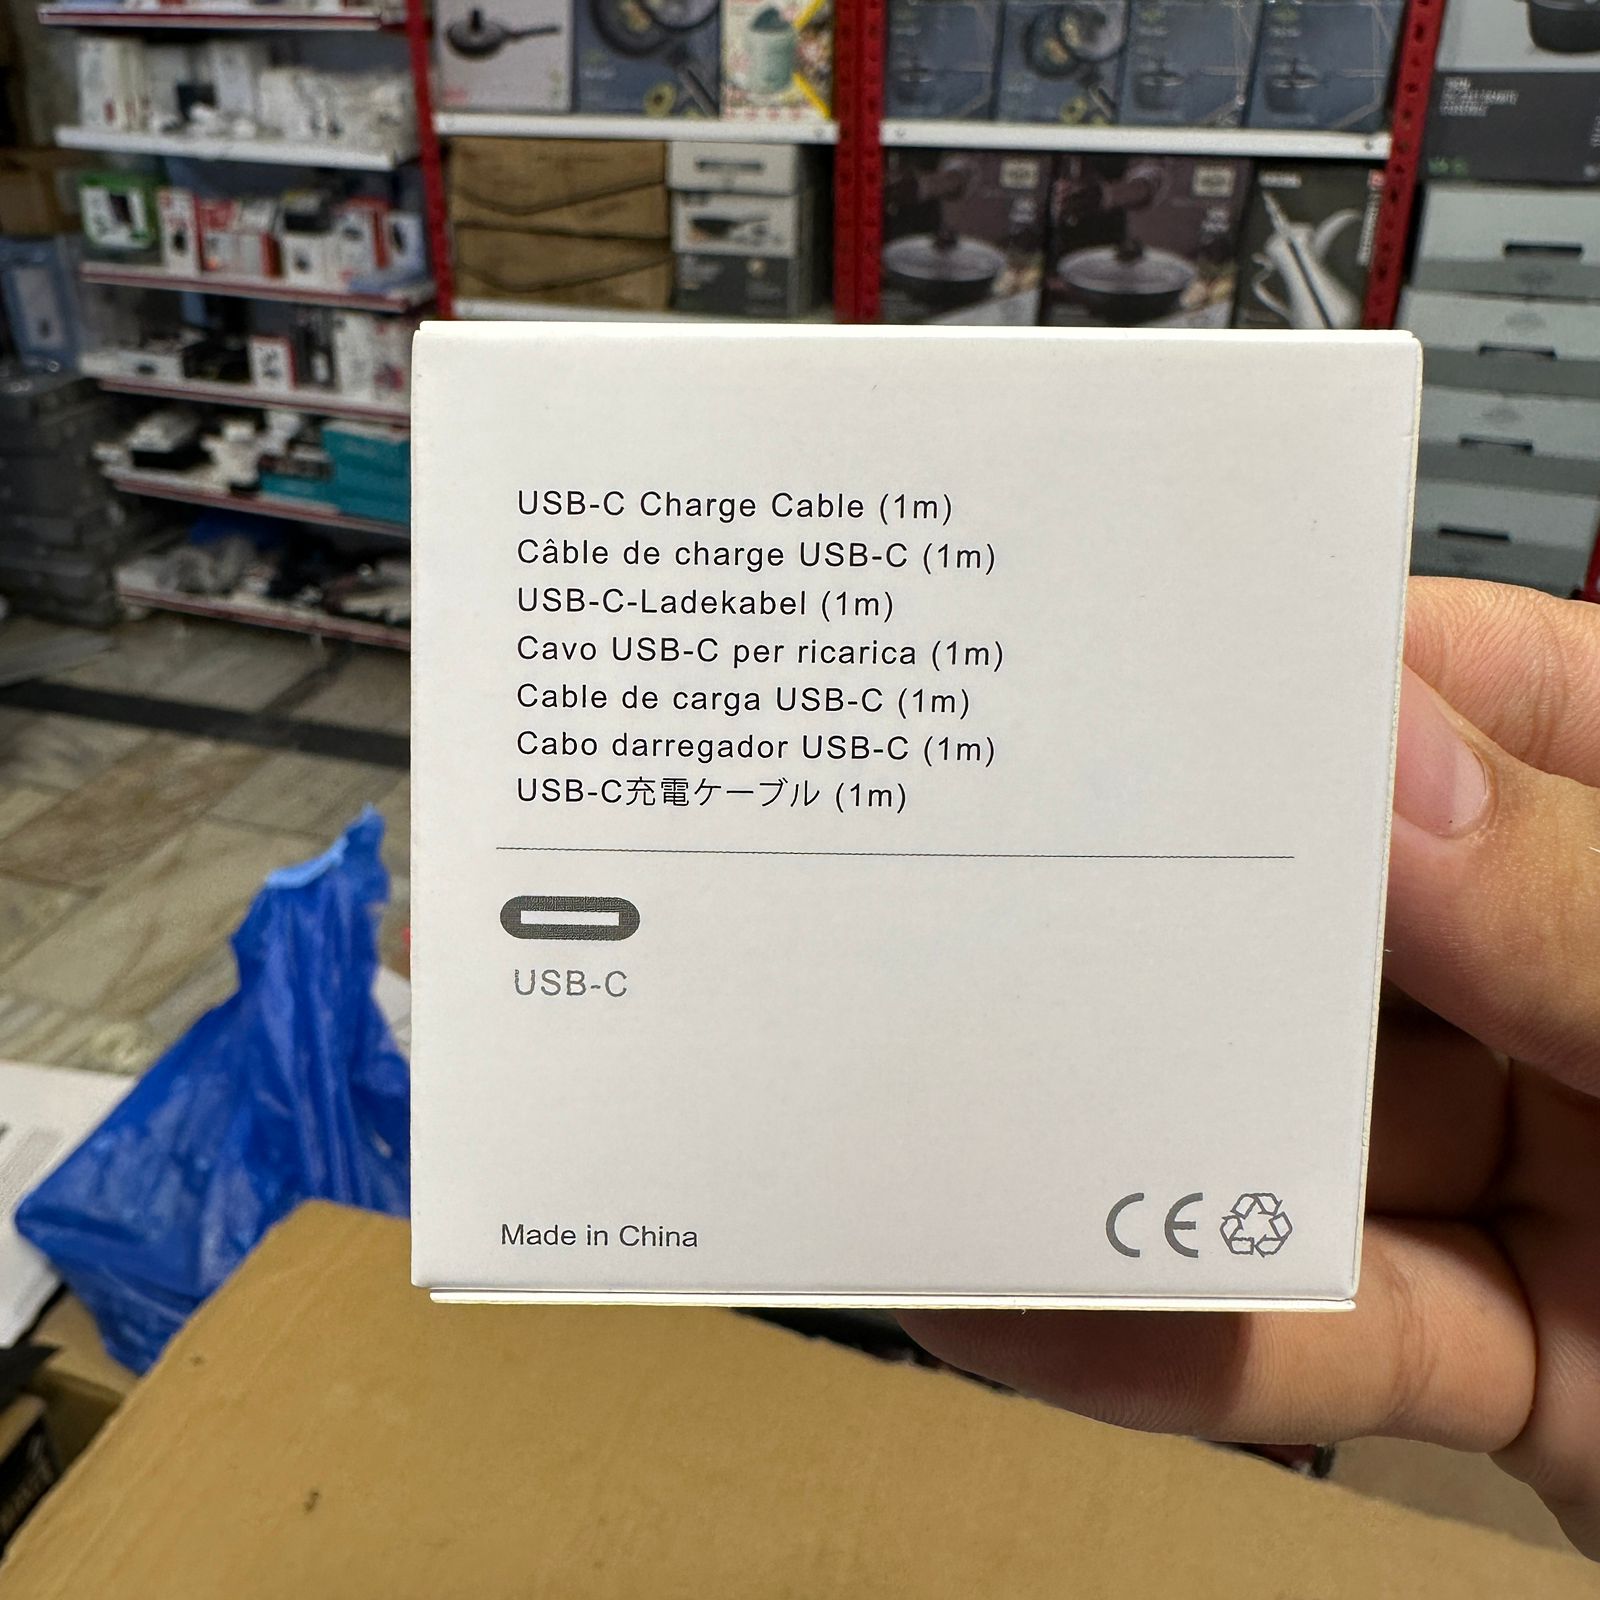 USB-C Charge Cable (1m)
Câble de charge USB-C (1m)
USB-C-Ladekabel (1m)
Cavo USB-C per ricarica (1m)
Cable de carga USB-C (1m)
Cabo darregador USB-C (1m)
USB-C充電ケーブル (1m)
USB-C
Made in China
CE